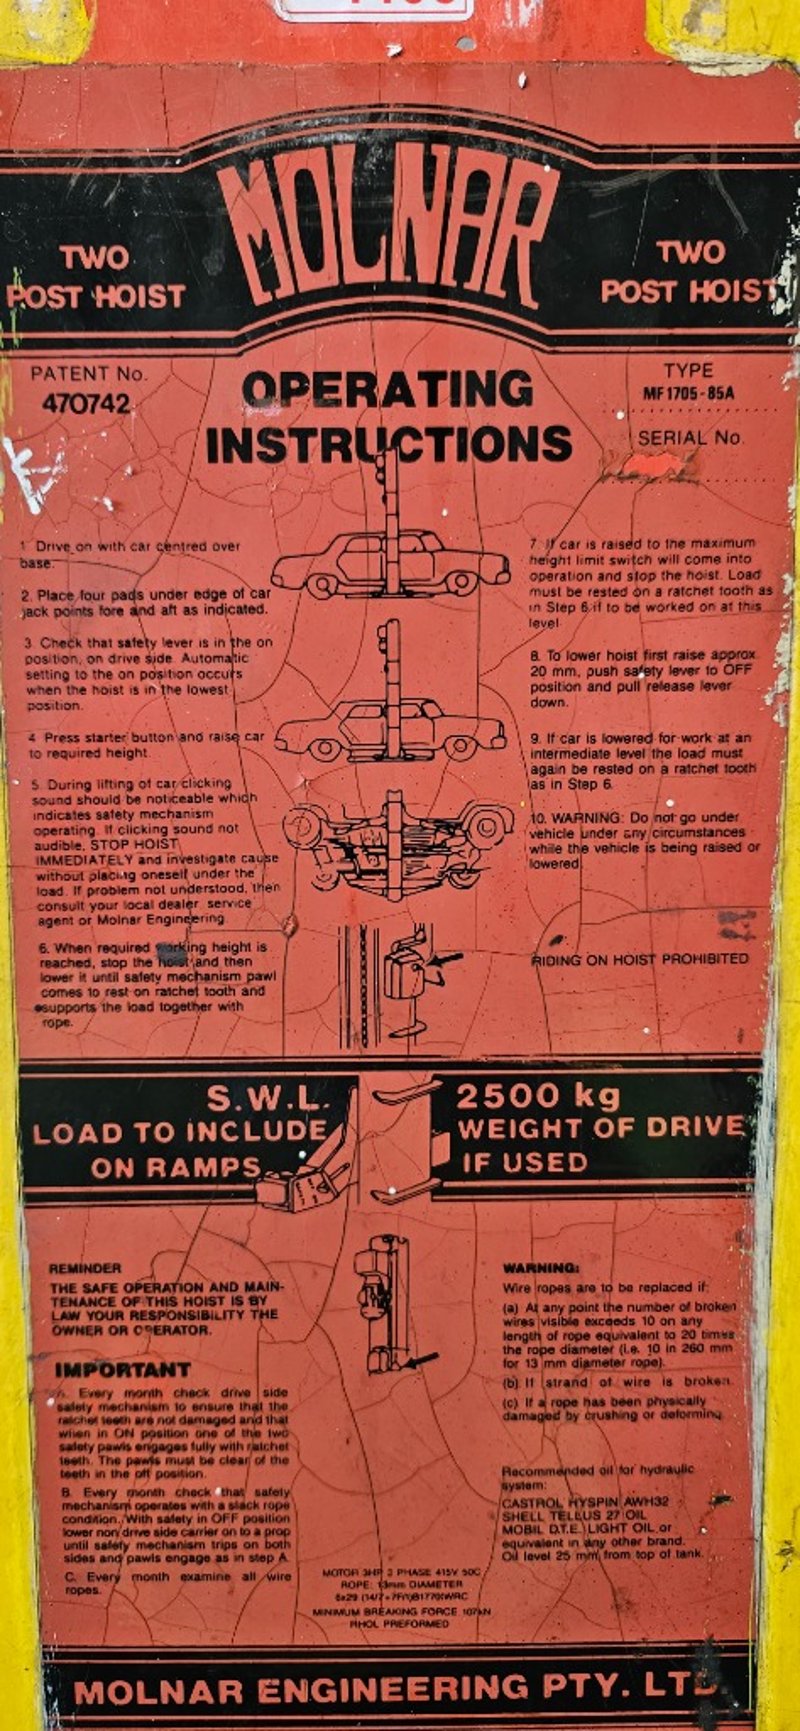 MOLNAR
TWO
POST HOIST
TWO
POST HOIST
PATENT No.
470742
OPERATING
INSTRUCTIONS
TYPE
MF1705-85A
SERIAL No.
1. Drive on with car centred over
base.
2. Place four pads under edge of car
jack points fore and aft as indicated.
3. Check that safety lever is in the on
position, on drive side. Automatic
setting to the on position occurs
when the hoist is in the lowest
position.
4. Press starter button and raise car
to required height.
5. During lifting of car clicking
sound should be noticeable which
indicates safety mechanism
operating. If clicking sound not
audible, STOP HOIST
IMMEDIATELY and investigate cause
without placing oneself under the
load. If problem not understood, then
consult your local dealer, service
agent or Molnar Engineering.
6. When required working height is
reached, stop the hoist and then
lower it until safety mechanism pawl
comes to rest on ratchet tooth and
supports the load together with
rope.
7. If car is raised to the maximum
height limit switch will come into
operation and stop the hoist. Load
must be rested on a ratchet tooth as
in Step 6 if to be worked on at this
level.
8. To lower hoist first raise approx.
20 mm, push safety lever to OFF
position and pull release lever
down.
9. If car is lowered for work at an
intermediate level the load must
again be rested on a ratchet tooth
as in Step 6.
10. WARNING: Do not go under
vehicle under any circumstances
while the vehicle is being raised or
lowered.
RIDING ON HOIST PROHIBITED
S.W.L. 2500 kg
LOAD TO INCLUDE WEIGHT OF DRIVE
ON RAMPS IF USED
REMINDER
THE SAFE OPERATION AND MAIN-
TENANCE OF THIS HOIST IS BY
LAW YOUR RESPONSIBILITY THE
OWNER OR OPERATOR.
IMPORTANT
A. Every month check drive side
safety mechanism to ensure that the
ratchet teeth are not damaged and that
when in ON position one of the two
safety pawls engages fully with ratchet
teeth. The pawls must be clear of the
teeth in the off position.
B. Every month check that safety
mechanism operates with a slack rope
condition. With safety in OFF position
lower non drive side carrier on to a prop
until safety mechanism trips on both
sides and pawls engage as in step A.
C. Every month examine all wire
ropes.
MOTOR 3HP 3 PHASE 415V 50C
ROPE: 13mm DIAMETER
MINIMUM BREAKING FORCE 107kN
RHOL PREFORMED
WARNING:
Wire ropes are to be replaced if:
(a) At any point the number of broken
wires visible exceeds 10 on any
length of rope equivalent to 20 times
the rope diameter (i.e. 10 in 260 mm
for 13 mm diameter rope).
(b) If strand of wire is broken.
(c) If a rope has been physically
damaged by crushing or deforming.
Recommended oil for hydraulic
system:
CASTROL HYSPIN AWH32
SHELL TELLUS 27 OIL
MOBIL D.T.E. LIGHT OIL or
equivalent in any other brand.
Oil level 25 mm from top of tank.
MOLNAR ENGINEERING PTY. LTD.